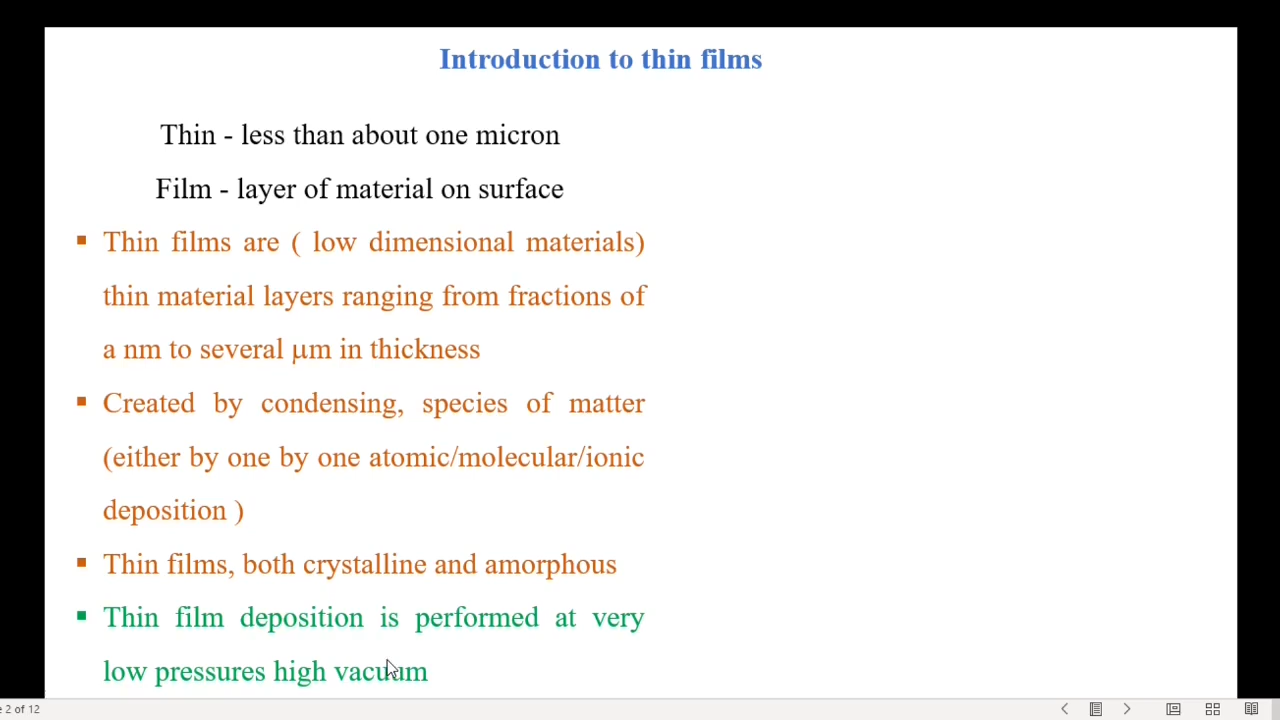 Introduction to thin films
Thin - less than about one micron
Film - layer of material on surface
▪ Thin films are ( low dimensional materials)
thin material layers ranging from fractions of
a nm to several μm in thickness
▪ Created by condensing, species of matter
(either by one by one atomic/molecular/ionic
deposition )
▪ Thin films, both crystalline and amorphous
▪ Thin film deposition is performed at very
low pressures high vacuum
e 2 of 12